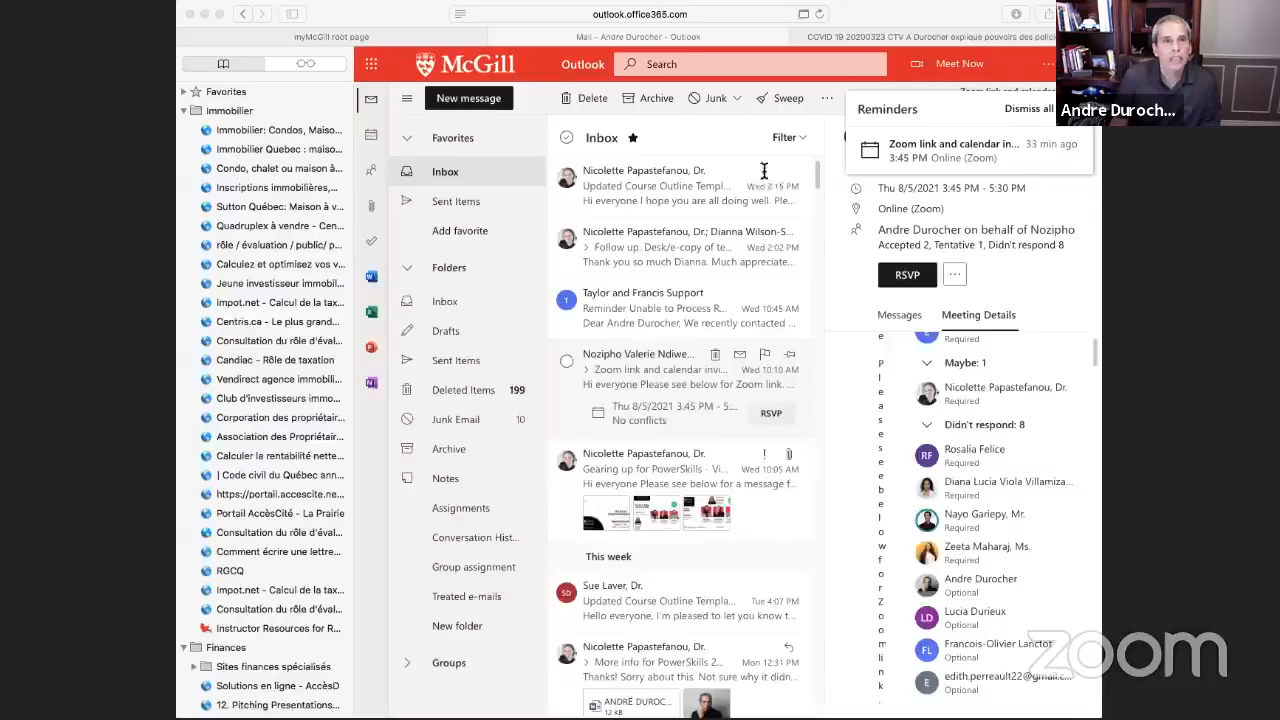 outlook.office365.com
myMcGill root page
Mail – Andre Durocher – Outlook
COVID 19 20200323 CTV A Durocher explique pourquoi des polici
McGill
Outlook
Search
Meet Now
Andre Duroch...
New message
Delete
Archive
Junk
Sweep
Reminders
Dismiss all
Zoom link and calendar in...
33 min ago
3:45 PM Online (Zoom)
Favorites
Immobilier
Immobilier: Condos, Maiso...
Immobilier Quebec : maiso...
Condo, chalet ou maison à...
Inscriptions immobilières,...
Sutton Québec: Maison à v...
Quadruplex à vendre - Cen...
rôle / évaluation / public/ p...
Calculez et optimisez vos v...
Jeune investisseur immobil...
Impot.net - Calcul de la tax...
Centris.ca - Le plus grand...
Consultation du rôle d'éval...
Candiac - Rôle de taxation
Vendirect agence immobili...
Club d'investisseurs immo...
Corporation des propriétair...
Association des Propriétair...
Calculer la rentabilité nette...
| Code civil du Québec ann...
https://portail.accescite.ne...
Portail AccèsCité - La Prairie
Consultation du rôle d'éval...
Comment écrire une lettre...
RGCQ
Impot.net - Calcul de la tax...
Consultation du rôle d'éval...
Instructor Resources for R...
Finances
Sites finances spécialisés
Solutions en ligne - AccèsD
12. Pitching Presentations...
Favorites
Inbox
Sent Items
Add favorite
Folders
Inbox
Drafts
Sent Items
Deleted Items 199
Junk Email 10
Archive
Notes
Assignments
Conversation Hist...
Group assignment
Treated e-mails
New folder
Groups
Inbox
Filter
Nicolette Papastefanou, Dr.
Updated Course Outline Templ...
Wed 2:15 PM
Hi everyone I hope you are all doing well. Ple...
Nicolette Papastefanou, Dr.; Dianna Wilson-S...
Follow up: Desk/e-copy of te...
Wed 2:02 PM
Thank you so much Dianna. Much appreciate...
T
Taylor and Francis Support
Reminder Unable to Process R...
Wed 10:45 AM
Dear Andre Durocher, We recently contacted ...
Nozipho Valerie Ndiwe...
Zoom link and calendar invi...
Wed 10:10 AM
Hi everyone Please see below for Zoom link. ...
Thu 8/5/2021 3:45 PM - 5:...
No conflicts
RSVP
Nicolette Papastefanou, Dr.
Gearing up for PowerSkills - Vi...
Wed 10:05 AM
Hi everyone Please see below for a message f...
This week
SD
Sue Laver, Dr.
Updated Course Outline Templa...
Tue 4:07 PM
Hello everyone, I'm pleased to let you know t...
Nicolette Papastefanou, Dr.
More info for PowerSkills 2...
Mon 12:31 PM
Thanks! Sorry about this. Not sure why it didn...
ANDRÉ DUROC...
12 KB
Thu 8/5/2021 3:45 PM - 5:30 PM
Online (Zoom)
Andre Durocher on behalf of Nozipho
Accepted 2, Tentative 1, Didn't respond 8
RSVP
Messages
Meeting Details
e
Please see below for Zoom link
Required
Maybe: 1
Nicolette Papastefanou, Dr.
Required
Didn't respond: 8
RF
Rosalia Felice
Required
Diana Lucia Viola Villamiza...
Required
Nayo Gariepy, Mr.
Required
Zeeta Maharaj, Ms.
Required
Andre Durocher
Optional
LD
Lucia Durieux
Optional
FL
Francois-Olivier Lanctot
Optional
E
edith.perreault22@gmail.c...
Optional
zoom